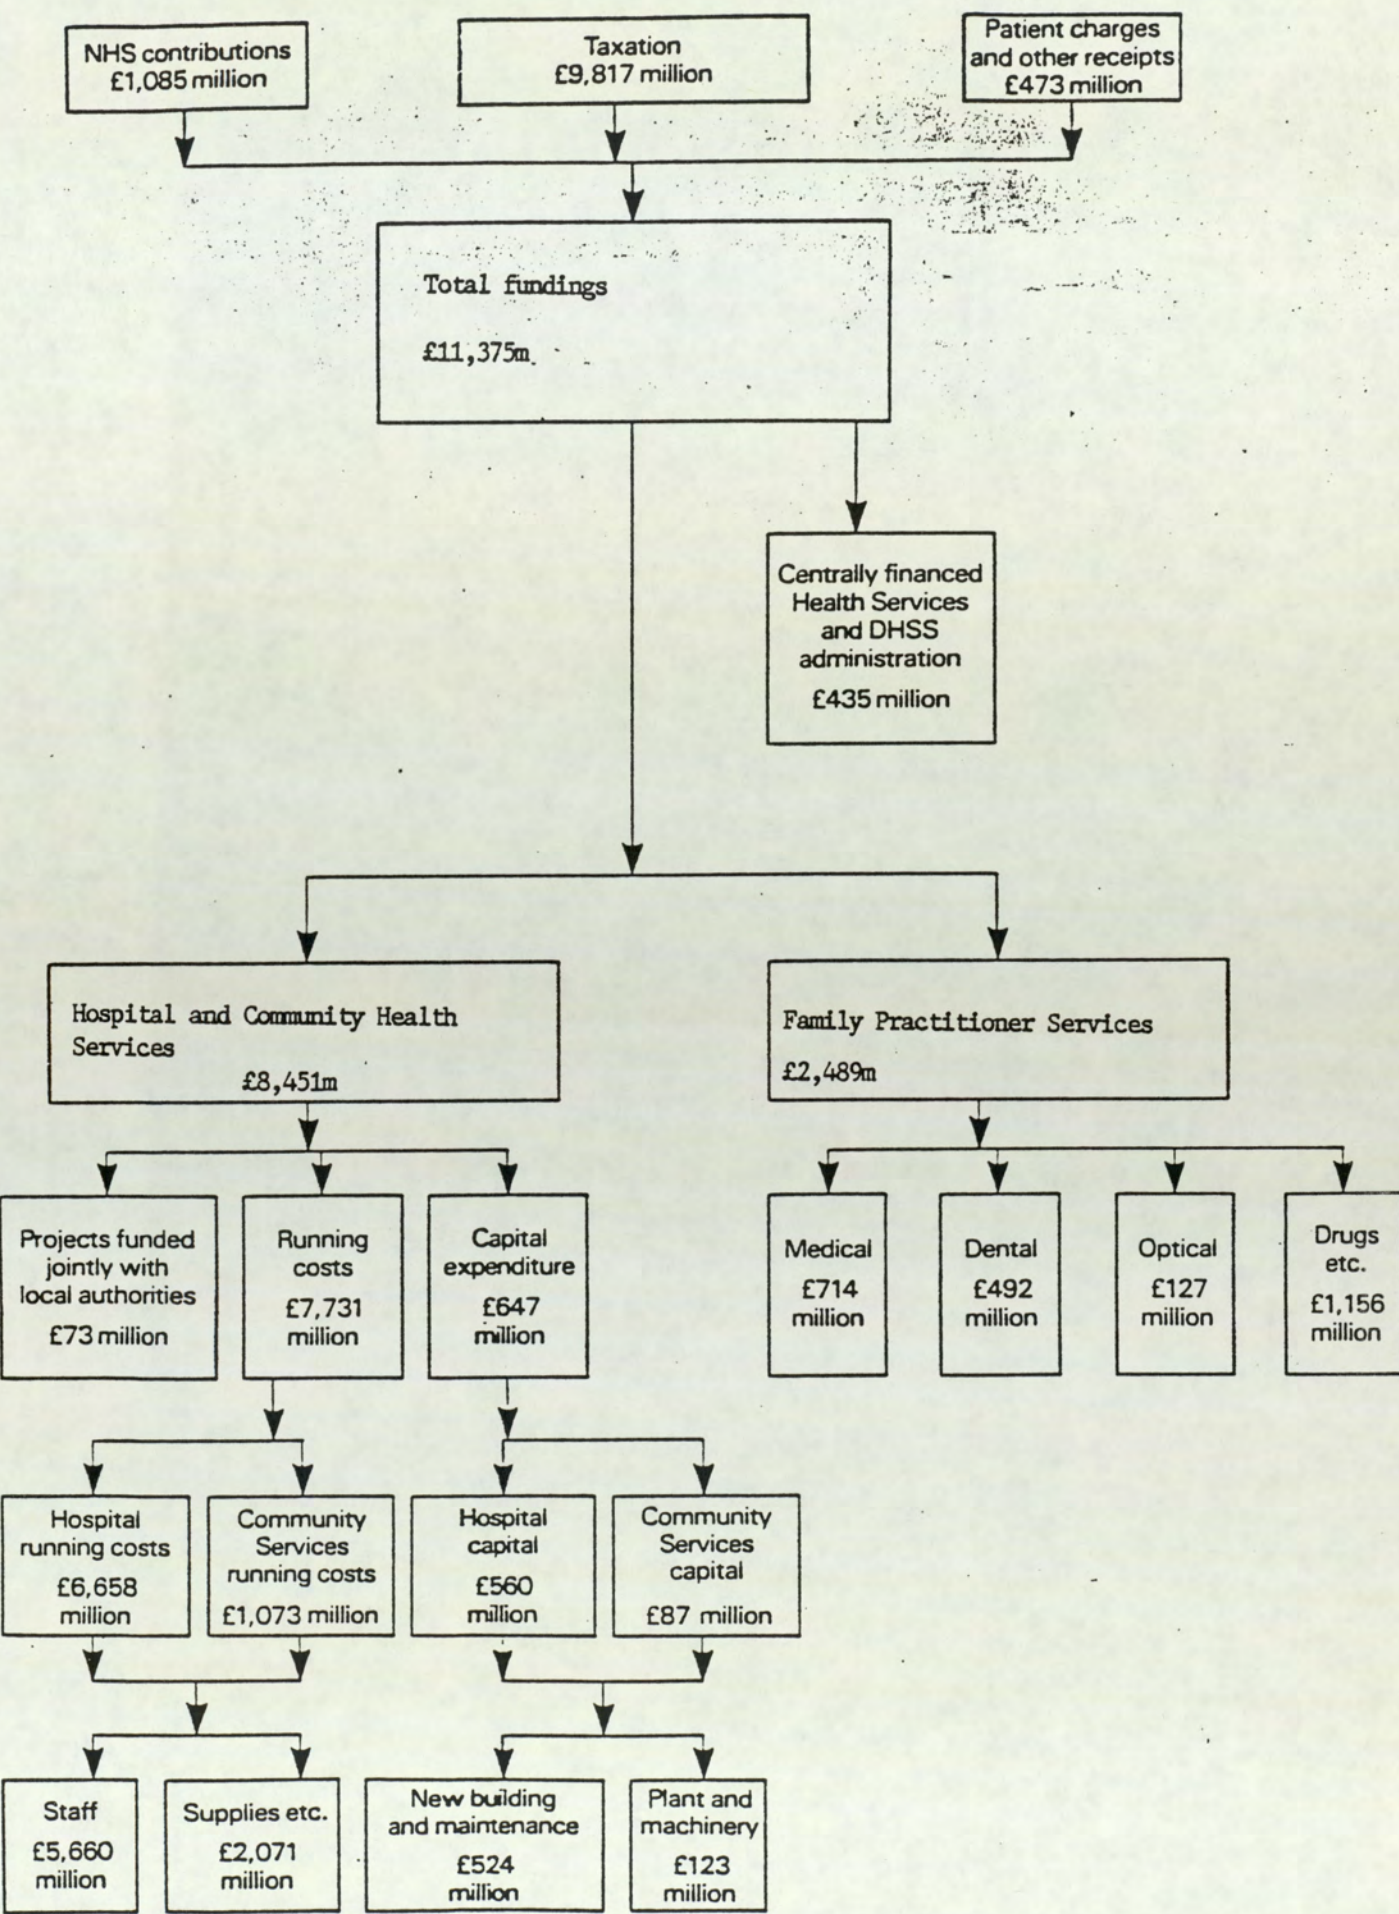 NHS contributions
£1,085 million
Taxation
£9,817 million
Patient charges
and other receipts
£473 million
Total fundings
£11,375m.
Centrally financed
Health Services
and DHSS
administration
£435 million
Hospital and Community Health
Services
£8,451m
Family Practitioner Services
£2,489m
Projects funded
jointly with
local authorities
£73 million
Running
costs
£7,731
million
Capital
expenditure
£647
million
Medical
£714
million
Dental
£492
million
Optical
£127
million
Drugs
etc.
£1,156
million
Hospital
running costs
£6,658
million
Community
Services
running costs
£1,073 million
Hospital
capital
£560
million
Community
Services
capital
£87 million
Staff
£5,660
million
Supplies etc.
£2,071
million
New building
and maintenance
£524
million
Plant and
machinery
£123
million